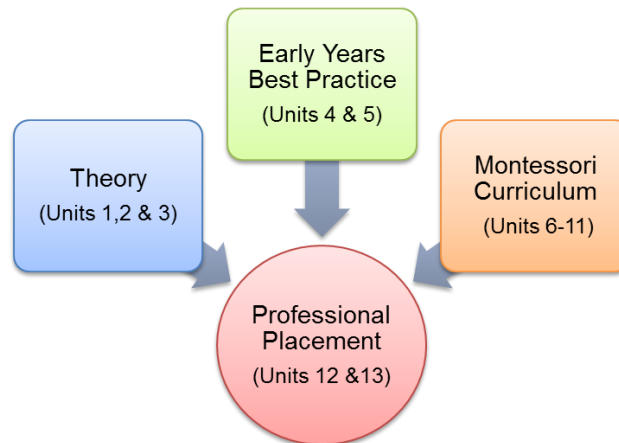 Early Years
Best Practice
(Units 4 & 5)
Theory
(Units 1,2 & 3)
Montessori
Curriculum
(Units 6-11)
Professional
Placement
(Units 12 &13)